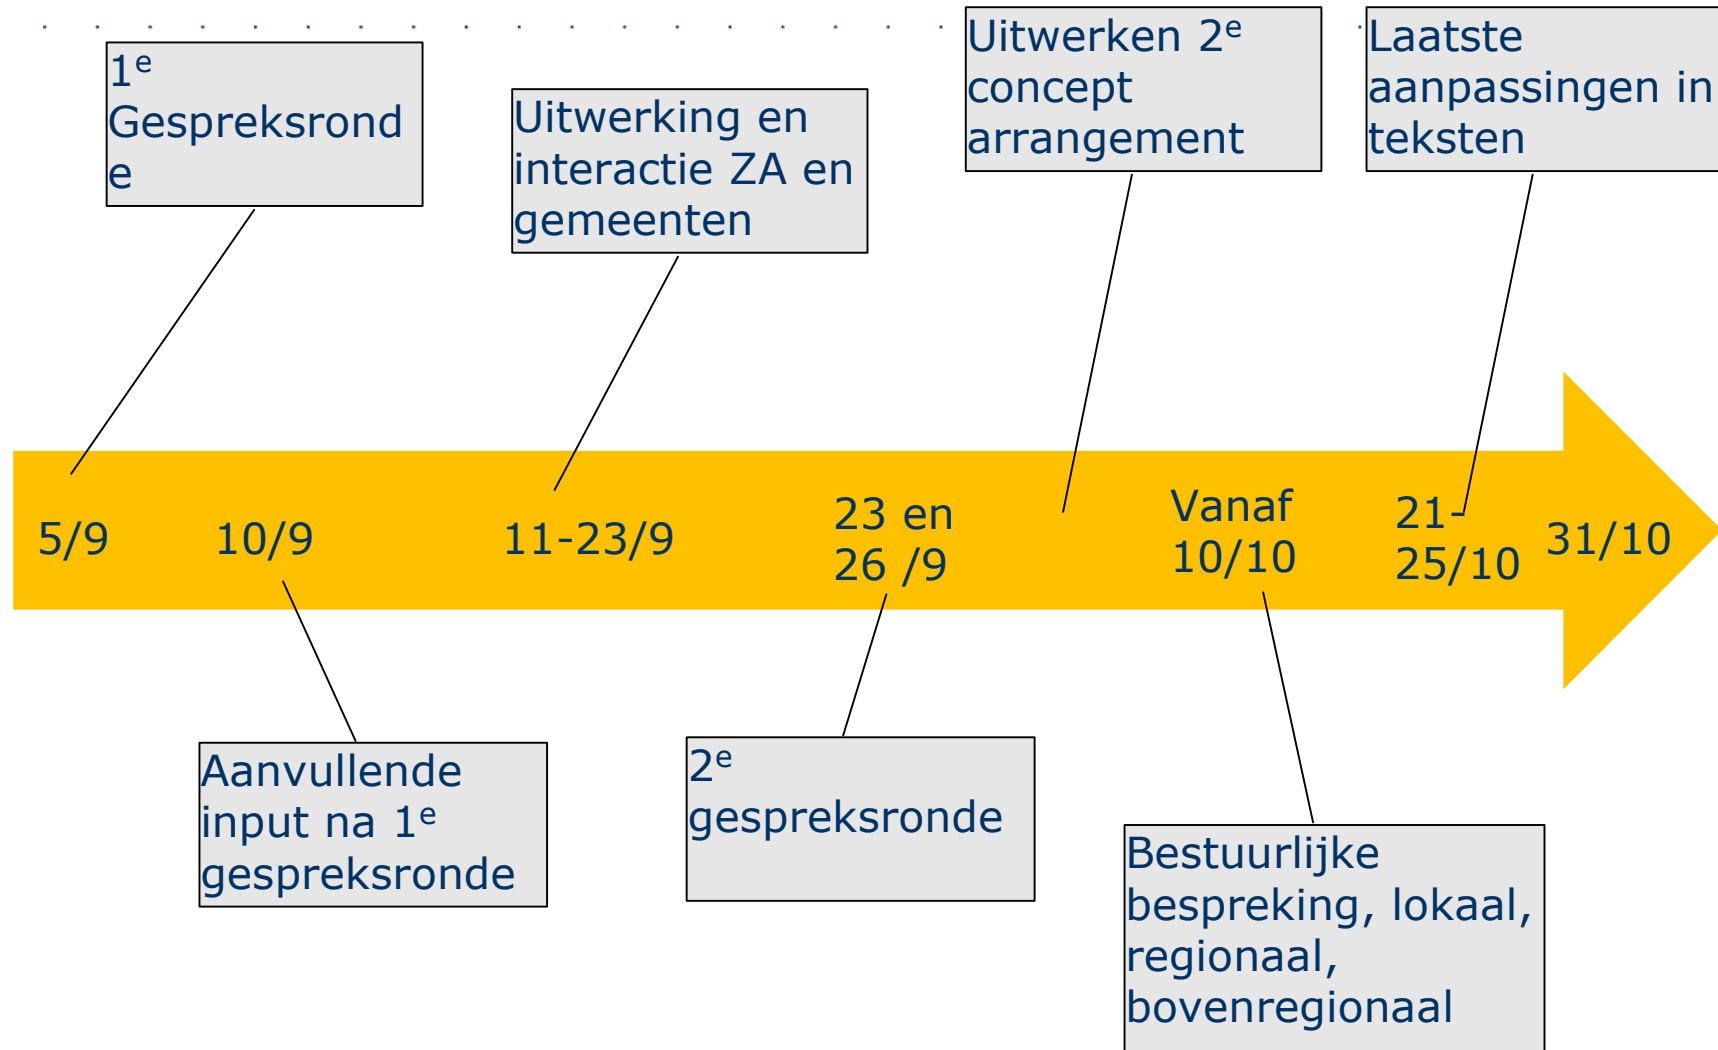 1e
Gespreksrond
e
Uitwerking en
interactie ZA en
gemeenten
Uitwerken 2e
concept
arrangement
Laatste
aanpassingen in
teksten
5/9
10/9
11-23/9
23 en
26 /9
Vanaf
10/10
21-
25/10
31/10
Aanvullende
input na 1e
gespreksronde
2e
gespreksronde
Bestuurlijke
bespreking, lokaal,
regionaal,
bovenregionaal